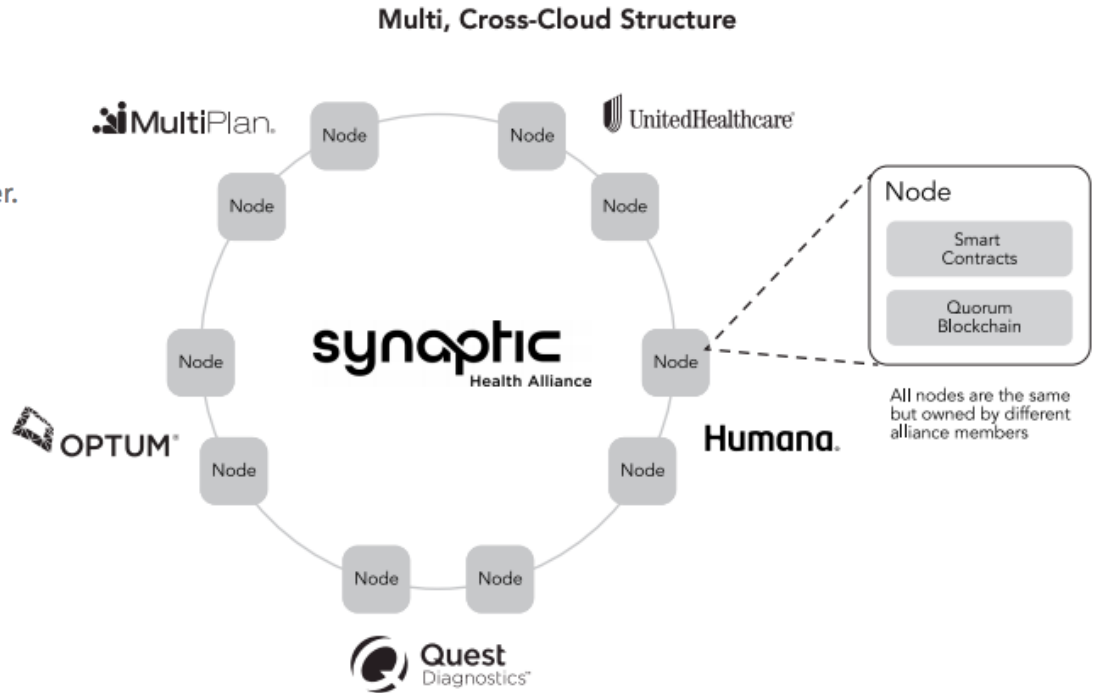 Multi, Cross-Cloud Structure
MultiPlan.
UnitedHealthcare®
Node
Node
er.
Node
Node
Node
Smart
Contracts
Quorum
Blockchain
synaptic
Health Alliance
Node
Node
All nodes are the same
but owned by different
alliance members
OPTUM®
Humana.
Node
Node
Node
Node
Quest
Diagnostics™